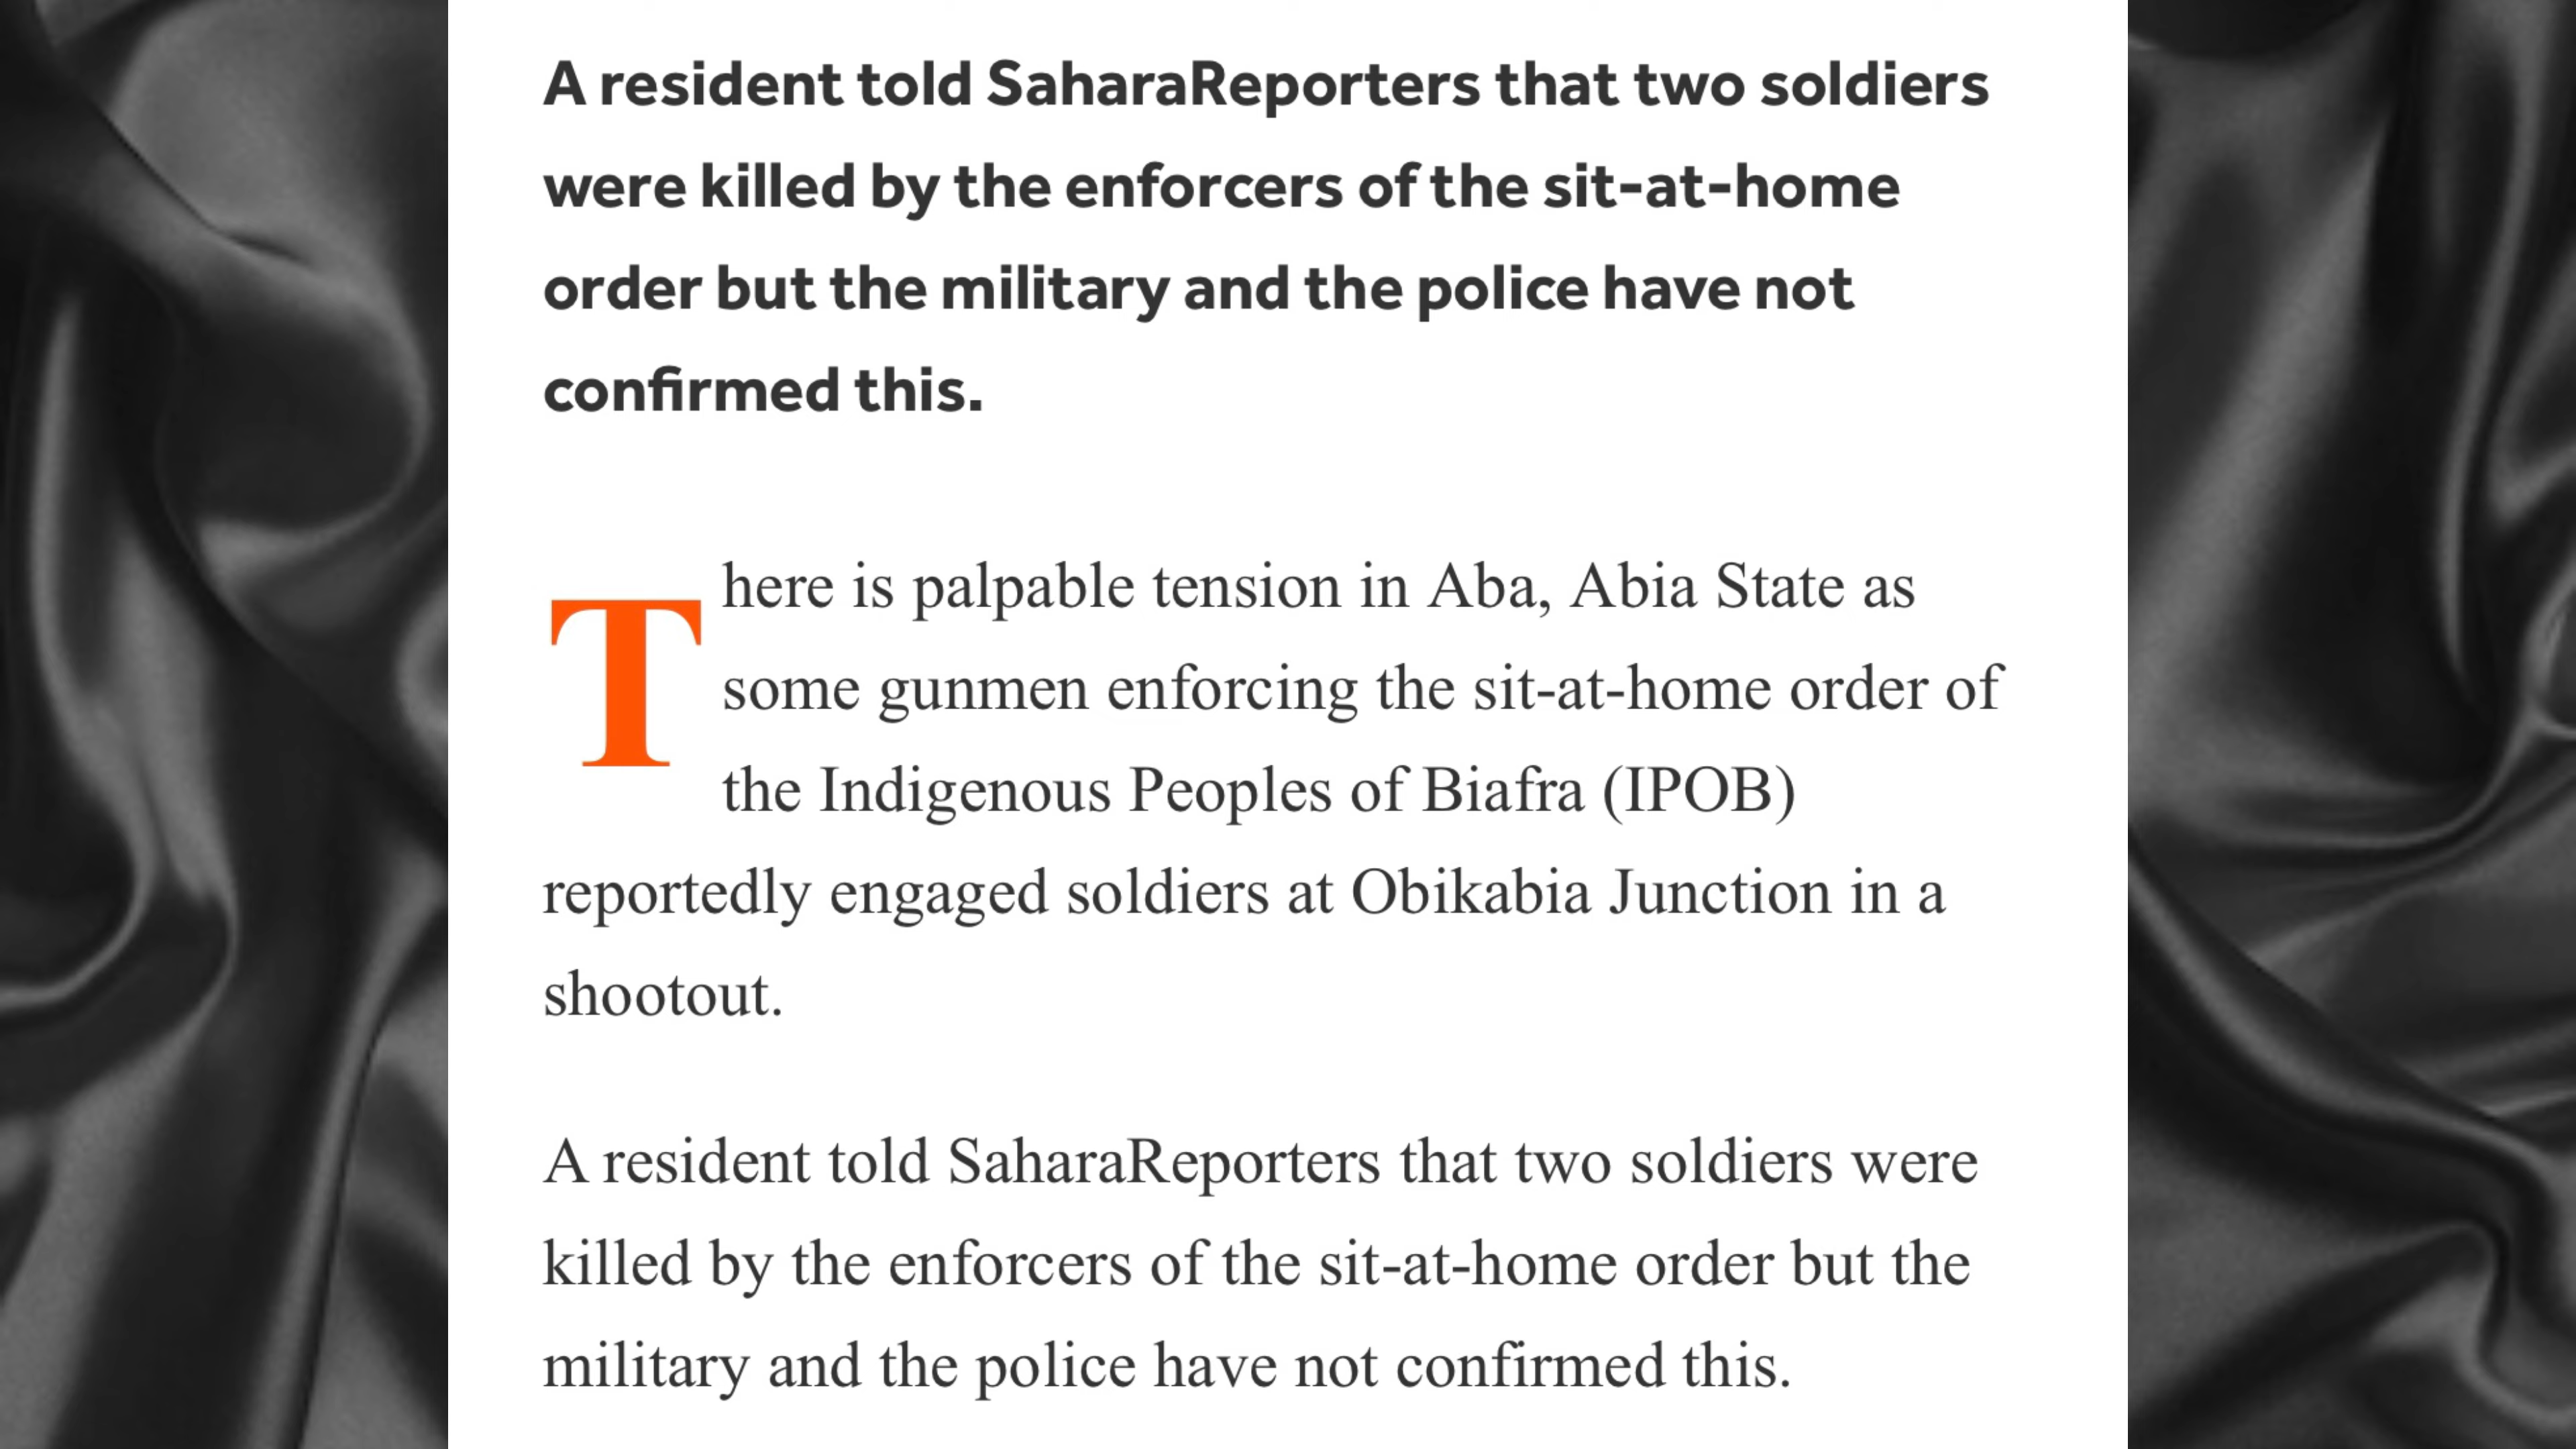 A resident told SaharaReporters that two soldiers
were killed by the enforcers of the sit-at-home
order but the military and the police have not
confirmed this.
There is palpable tension in Aba, Abia State as
some gunmen enforcing the sit-at-home order of
the Indigenous Peoples of Biafra (IPOB)
reportedly engaged soldiers at Obikabia Junction in a
shootout.
A resident told SaharaReporters that two soldiers were
killed by the enforcers of the sit-at-home order but the
military and the police have not confirmed this.